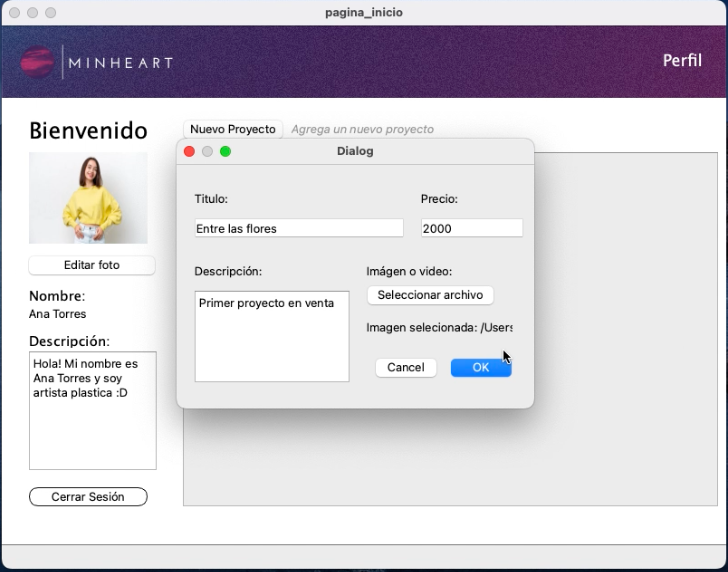 pagina_inicio
MINHEART
Perfil
Bienvenido
Nuevo Proyecto
Agrega un nuevo proyecto
Editar foto
Nombre:
Ana Torres
Descripción:
Hola! Mi nombre es
Ana Torres y soy
artista plastica :D
Cerrar Sesión
Dialog
Titulo:
Precio:
Entre las flores
2000
Descripción:
Imágen o video:
Primer proyecto en venta
Seleccionar archivo
Imagen selecionada: /Users
Cancel
OK